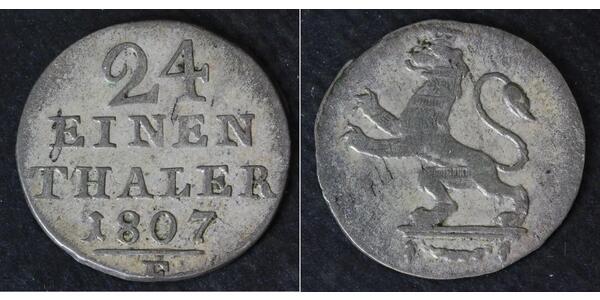 24
EINEN
THALER
1807
F